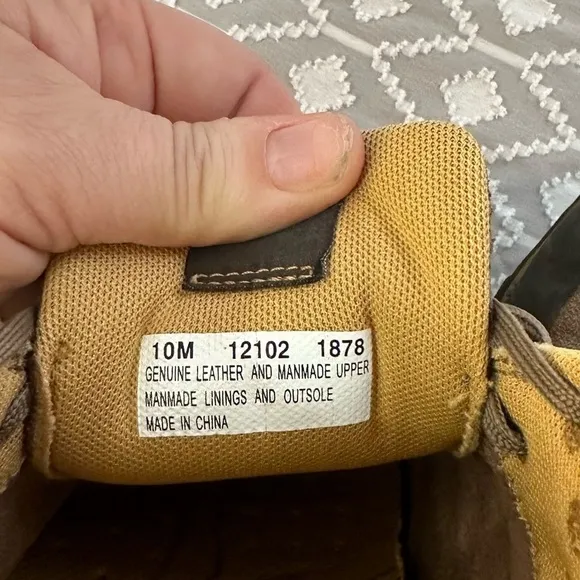 10M 12102 1878
GENUINE LEATHER AND MANMADE UPPER
MANMADE LININGS AND OUTSOLE
MADE IN CHINA